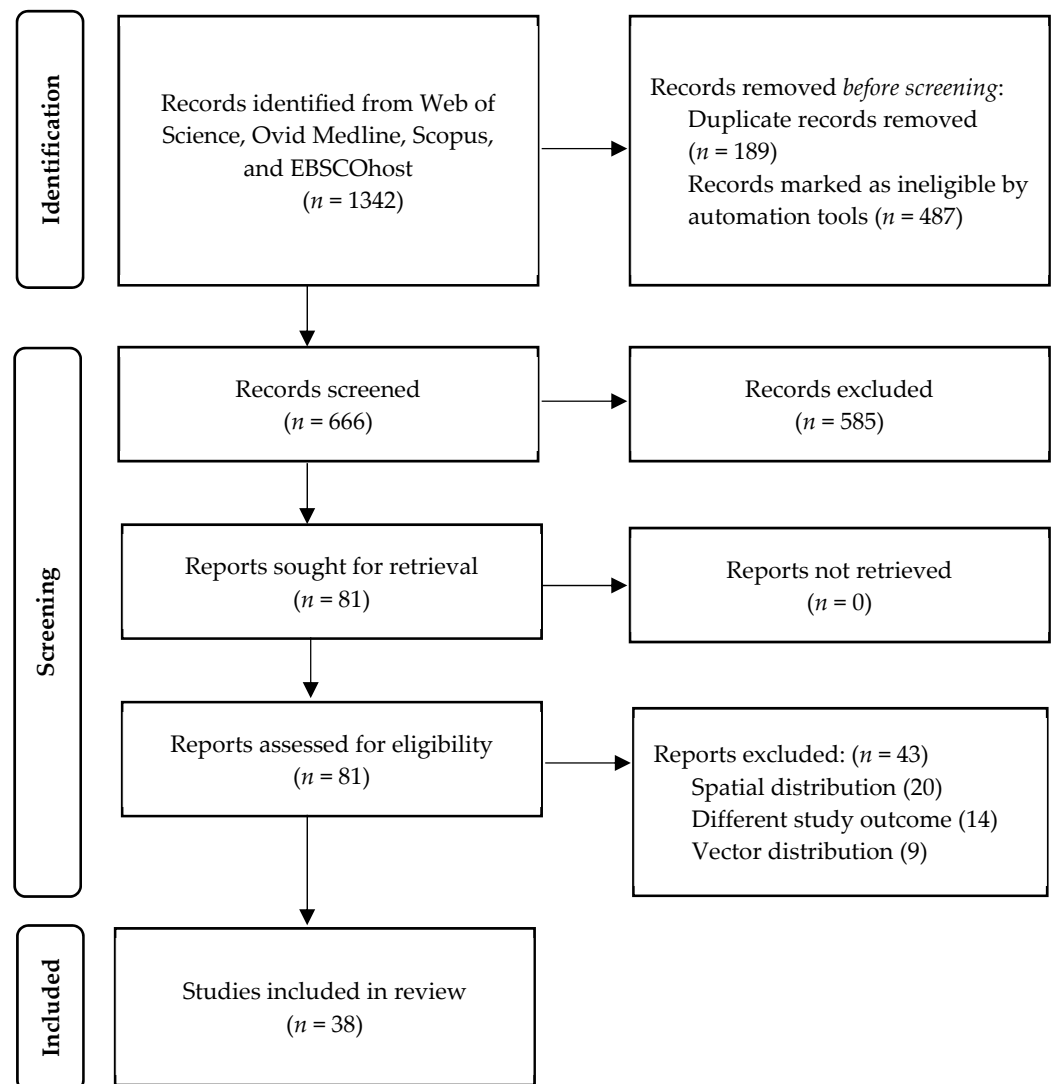 Identification
Records identified from Web of
Science, Ovid Medline, Scopus,
and EBSCOhost
(n = 1342)
Records removed before screening:
Duplicate records removed
(n = 189)
Records marked as ineligible by
automation tools (n = 487)
Screening
Records screened
(n = 666)
Records excluded
(n = 585)
Reports sought for retrieval
(n = 81)
Reports not retrieved
(n = 0)
Reports assessed for eligibility
(n = 81)
Reports excluded: (n = 43)
Spatial distribution (20)
Different study outcome (14)
Vector distribution (9)
Included
Studies included in review
(n = 38)